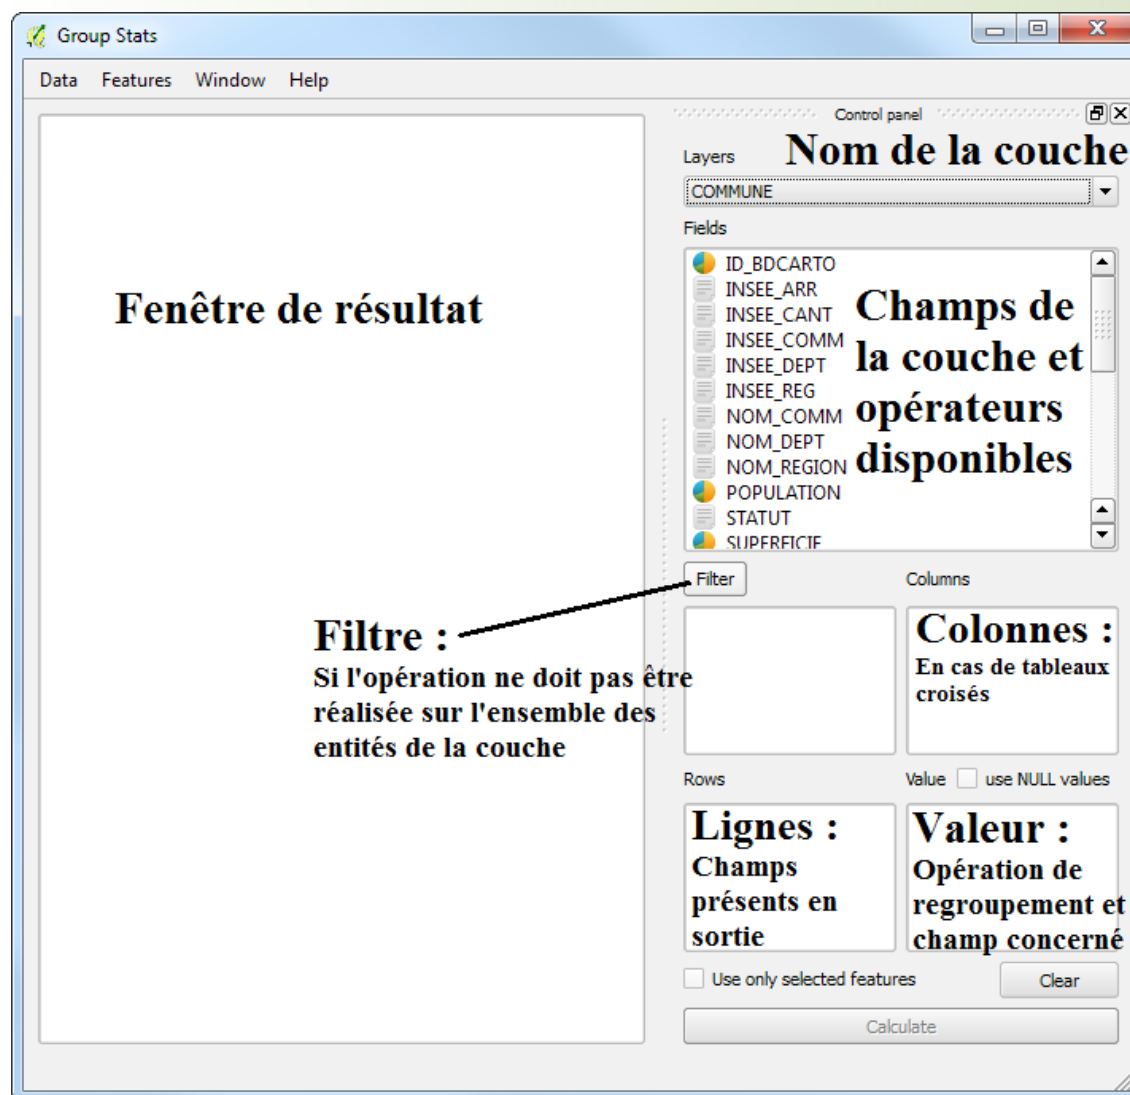 Group Stats
Data Features Window Help
Control panel
Layers
Nom de la couche
COMMUNE
Fields
ID_BDCARTO
INSEE_ARR
INSEE_CANT
INSEE_COMM
INSEE_DEPT
INSEE_REG
NOM_COMM
NOM_DEPT
NOM_REGION
POPULATION
STATUT
SUPERFICIE
Champs de
la couche et
opérateurs
disponibles
Fenêtre de résultat
Filter
Columns
Filtre :
Si l'opération ne doit pas être
réalisée sur l'ensemble des
entités de la couche
Colonnes :
En cas de tableaux
croisés
Rows
Value use NULL values
Lignes :
Champs
présents en
sortie
Valeur :
Opération de
regroupement et
champ concerné
Use only selected features
Clear
Calculate